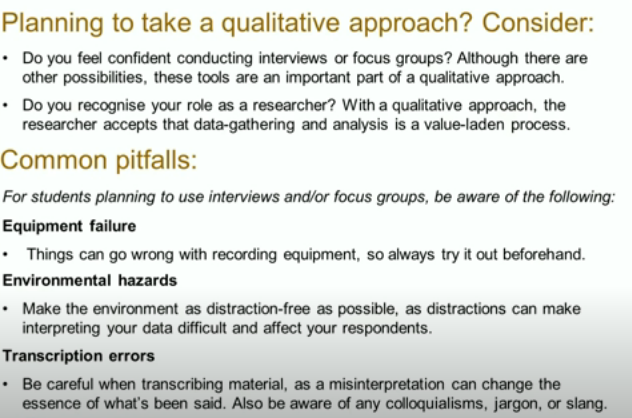 Planning to take a qualitative approach? Consider:
• Do you feel confident conducting interviews or focus groups? Although there are
other possibilities, these tools are an important part of a qualitative approach.
• Do you recognise your role as a researcher? With a qualitative approach, the
researcher accepts that data-gathering and analysis is a value-laden process.
Common pitfalls:
For students planning to use interviews and/or focus groups, be aware of the following:
Equipment failure
• Things can go wrong with recording equipment, so always try it out beforehand.
Environmental hazards
• Make the environment as distraction-free as possible, as distractions can make
interpreting your data difficult and affect your respondents.
Transcription errors
• Be careful when transcribing material, as a misinterpretation can change the
essence of what's been said. Also be aware of any colloquialisms, jargon, or slang.